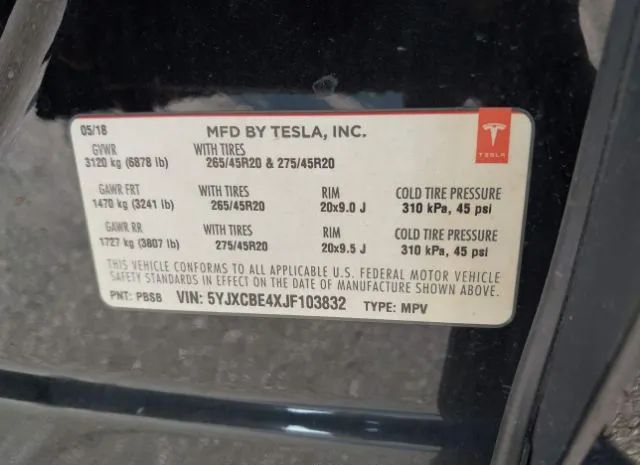 05/18 MFD BY TESLA, INC.
GVWR WITH TIRES
3120 kg (6878 lb) 265/45R20 & 275/45R20
GAWR FRT WITH TIRES RIM COLD TIRE PRESSURE
1470 kg (3241 lb) 265/45R20 20x9.0 J 310 kPa, 45 psi
GAWR RR WITH TIRES RIM COLD TIRE PRESSURE
1727 kg (3807 lb) 275/45R20 20x9.5 J 310 kPa, 45 psi
THIS VEHICLE CONFORMS TO ALL APPLICABLE U.S. FEDERAL MOTOR VEHICLE
SAFETY STANDARDS IN EFFECT ON THE DATE OF MANUFACTURE SHOWN ABOVE.
PNT: PBSB VIN: 5YJXCBE4XJF103832 TYPE: MPV
TESLA